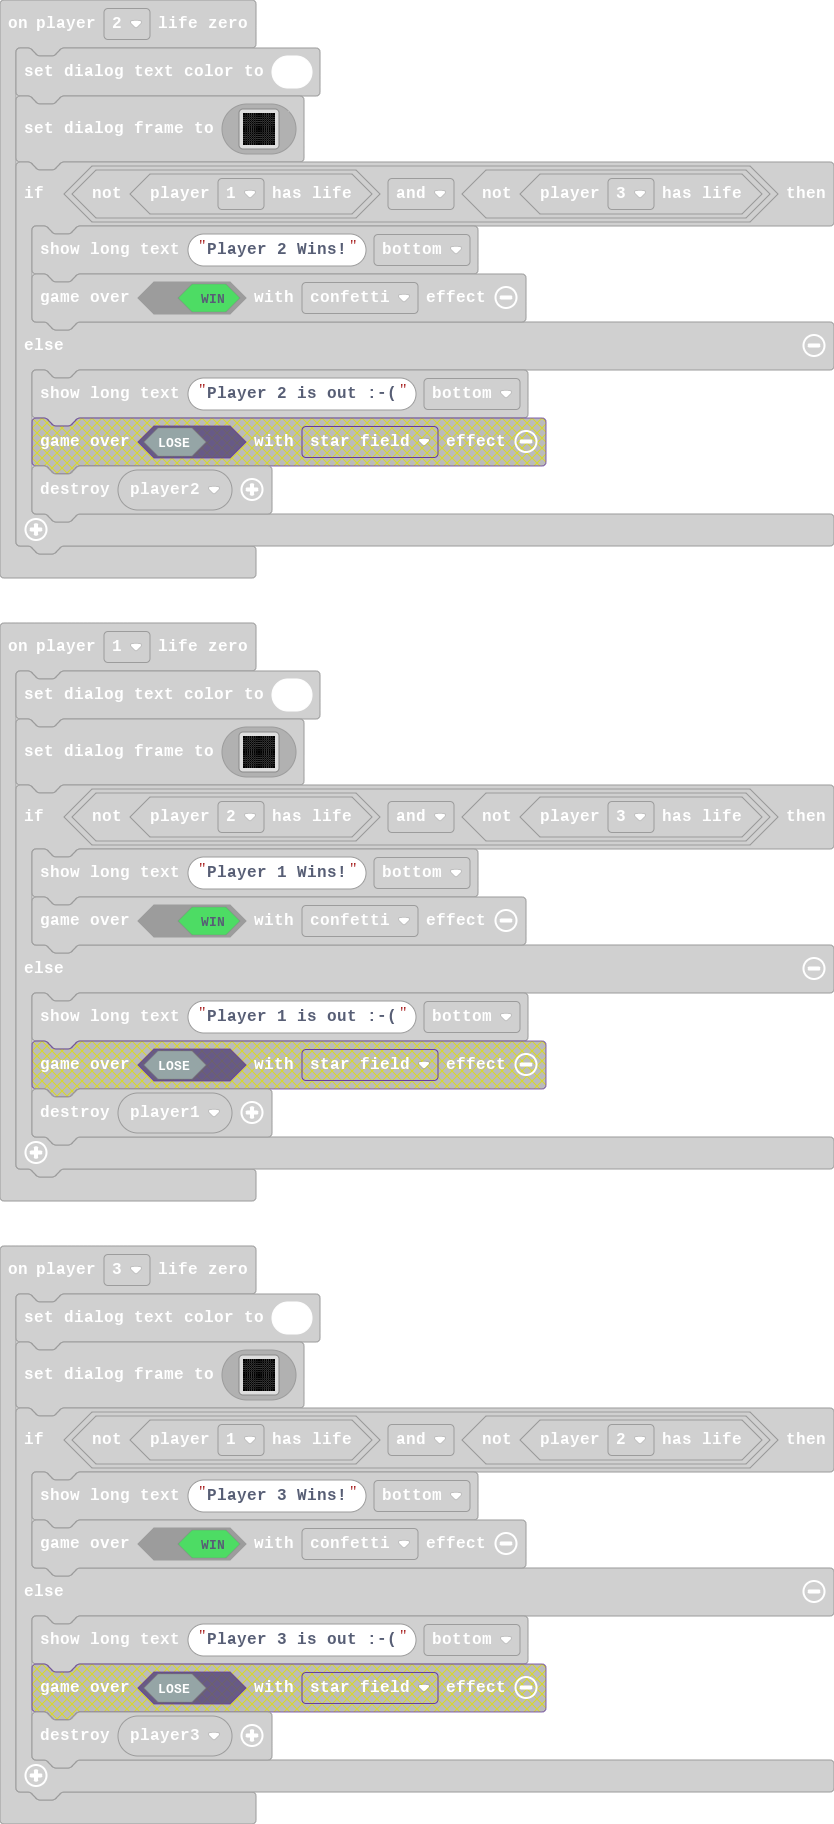 on player 2 life zero
set dialog text color to
set dialog frame to
if not player 1 has life and not player 3 has life then
show long text "Player 2 Wins!" bottom
game over WIN with confetti effect
else
show long text "Player 2 is out :-(" bottom
game over LOSE with star field effect
destroy player2
on player 1 life zero
set dialog text color to
set dialog frame to
if not player 2 has life and not player 3 has life then
show long text "Player 1 Wins!" bottom
game over WIN with confetti effect
else
show long text "Player 1 is out :-(" bottom
game over LOSE with star field effect
destroy player1
on player 3 life zero
set dialog text color to
set dialog frame to
if not player 1 has life and not player 2 has life then
show long text "Player 3 Wins!" bottom
game over WIN with confetti effect
else
show long text "Player 3 is out :-(" bottom
game over LOSE with star field effect
destroy player3